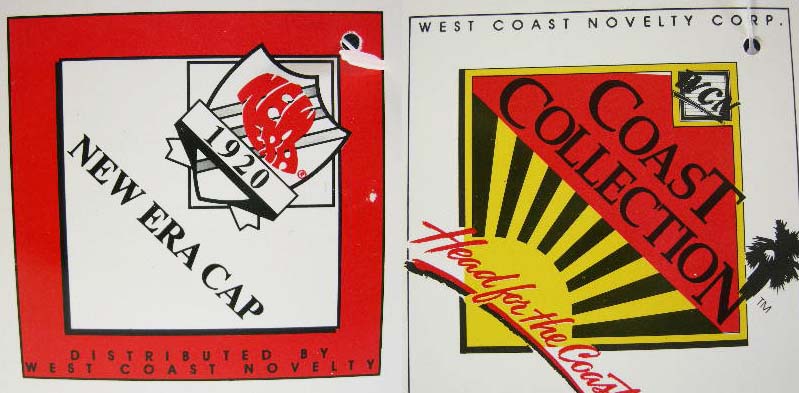 1920
®
NEW ERA CAP
DISTRIBUTED BY
WEST COAST NOVELTY
WEST COAST NOVELTY CORP.
WCN
COAST
COLLECTION
Head for the Coast
TM